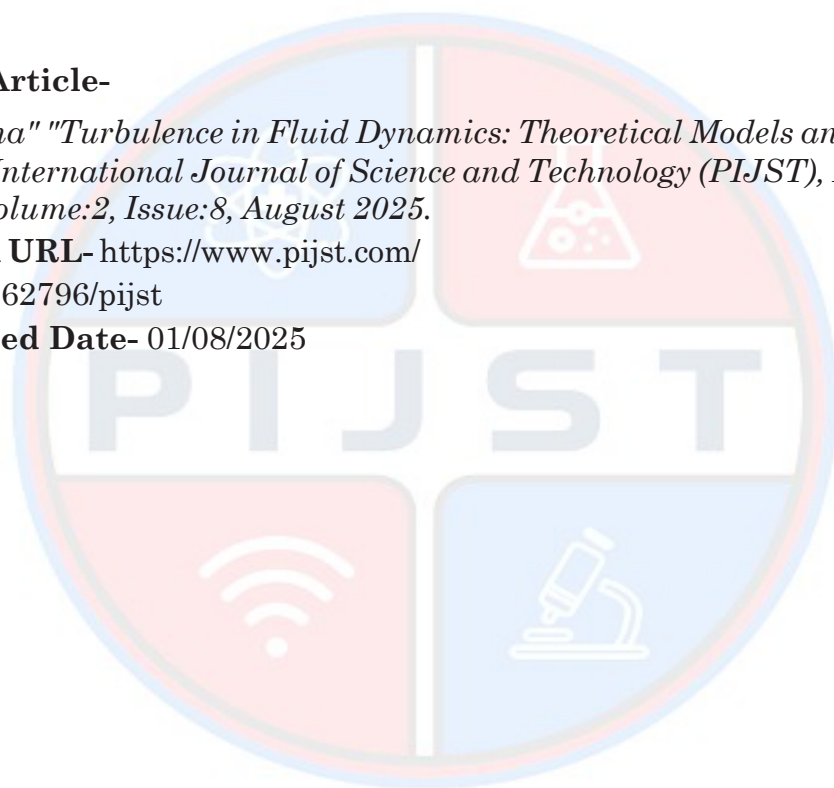 Article-
na" "Turbulence in Fluid Dynamics: Theoretical Models an
International Journal of Science and Technology (PIJST),
olume:2, Issue:8, August 2025.
URL- https://www.pijst.com/
62796/pijst
ed Date- 01/08/2025
PIJST